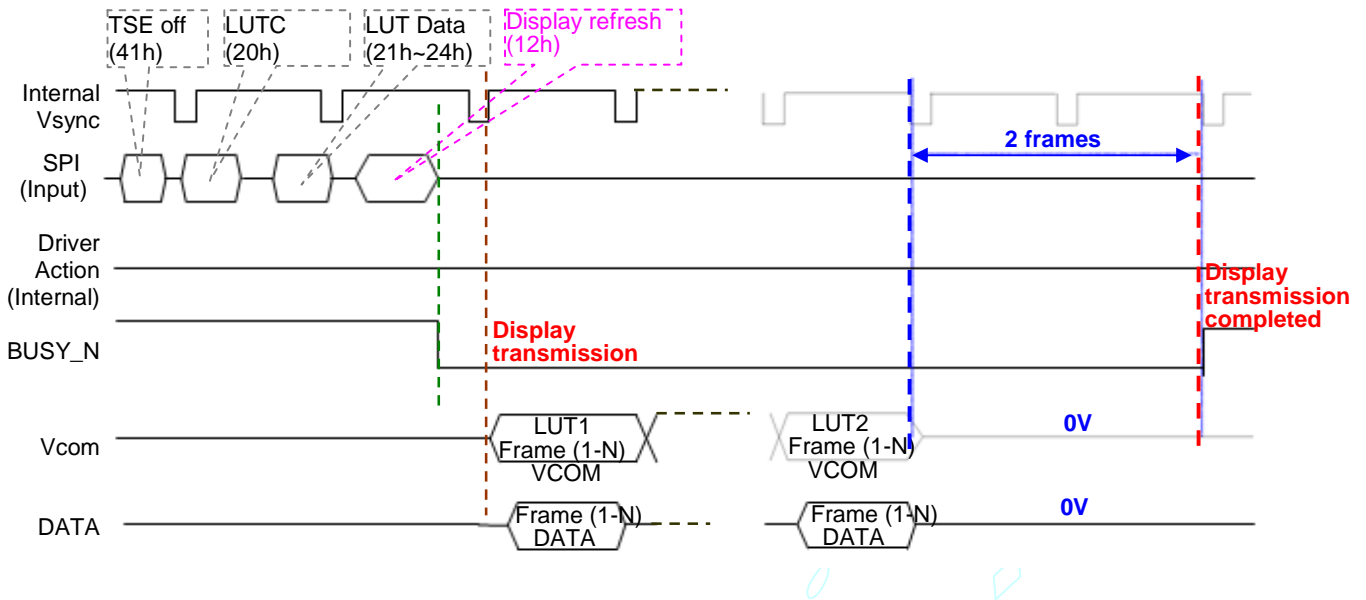 TSE off
(41h)
LUTC
(20h)
LUT Data
(21h~24h)
Display refresh
(12h)
Internal
Vsync
2 frames
SPI
(Input)
Driver
Action
(Internal)
Display
transmission
completed
BUSY_N
Display
transmission
Vcom
LUT1
Frame (1-N)
VCOM
LUT2
Frame (1-N)
VCOM
0V
DATA
Frame (1-N)
DATA
Frame (1-N)
DATA
0V